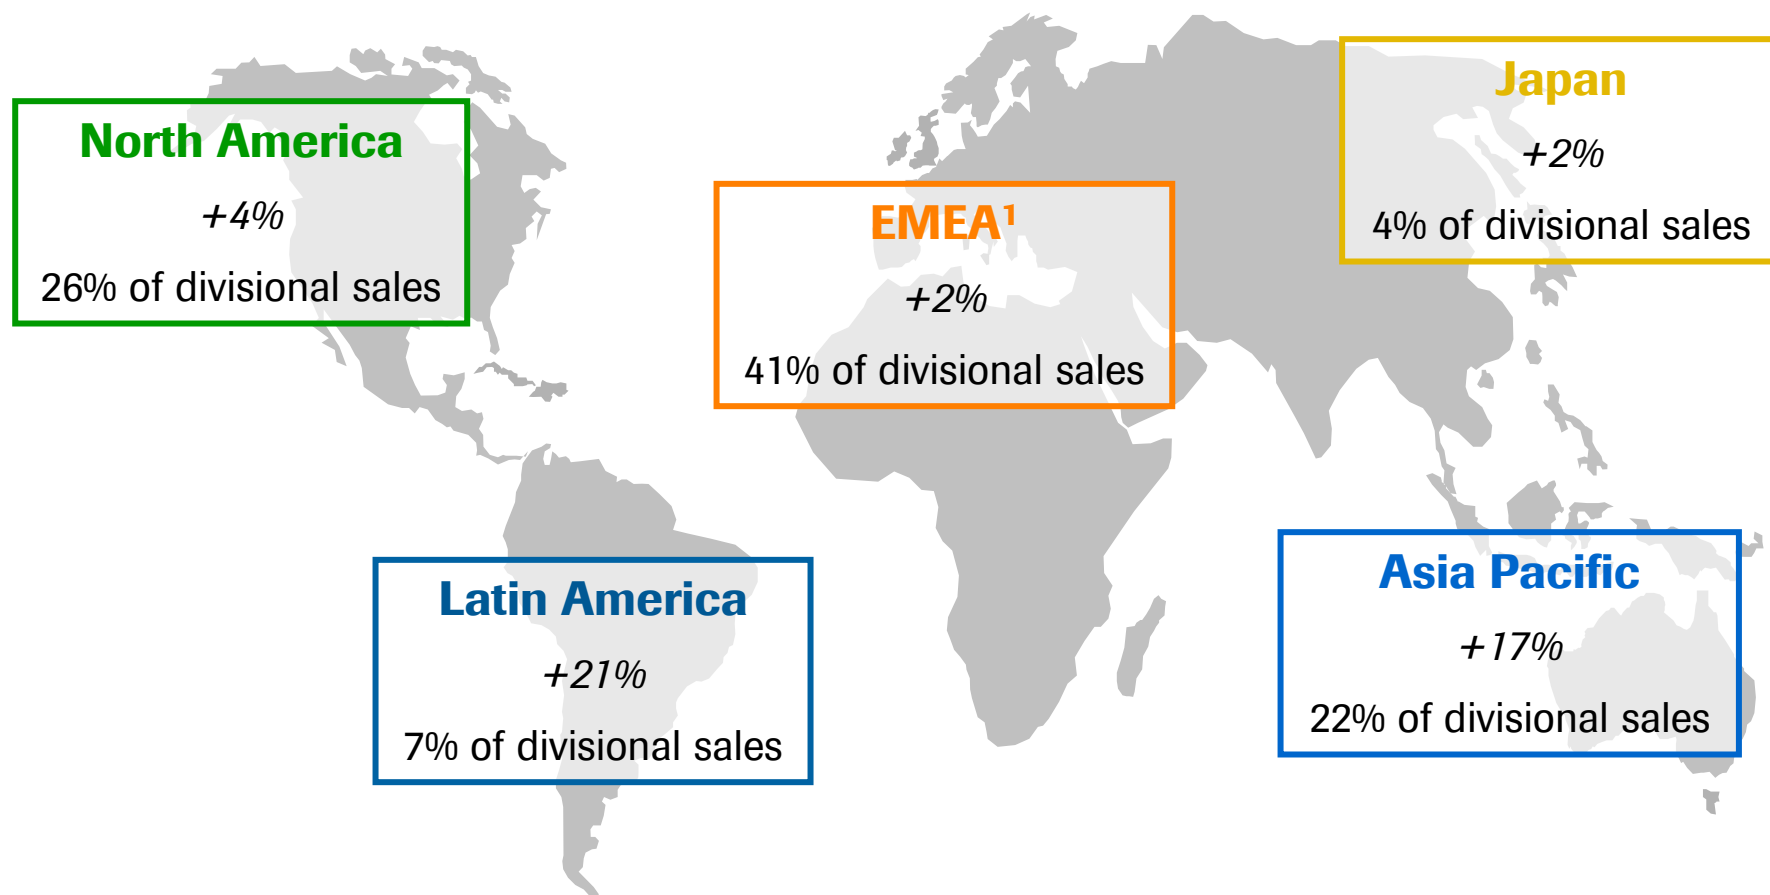 North America
+4%
26% of divisional sales
EMEA¹
+2%
41% of divisional sales
Japan
+2%
4% of divisional sales
Latin America
+21%
7% of divisional sales
Asia Pacific
+17%
22% of divisional sales